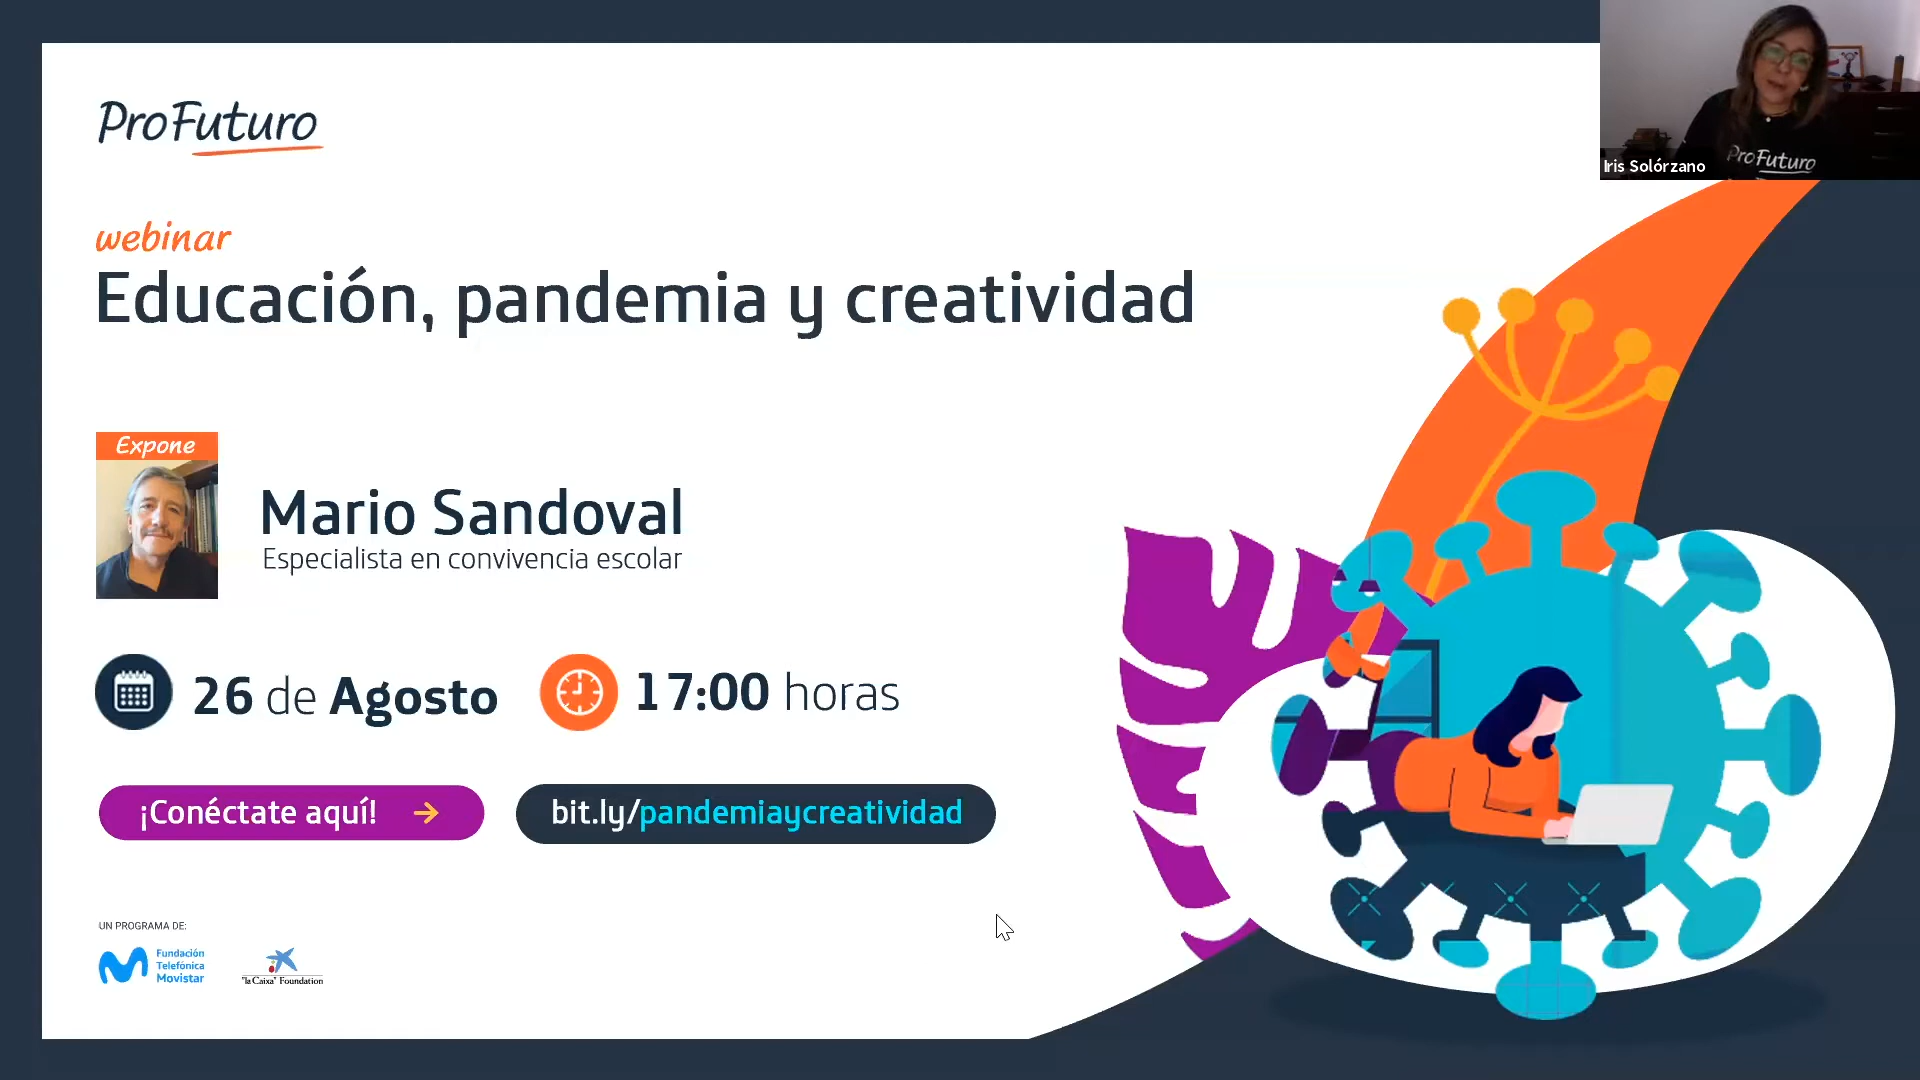 ProFuturo
Iris Solórzano
ProFuturo
webinar
Educación, pandemia y creatividad
Expone
Mario Sandoval
Especialista en convivencia escolar
26 de Agosto
17:00 horas
¡Conéctate aquí!
bit.ly/pandemiaycreatividad
UN PROGRAMA DE:
Fundación
Telefónica
Movistar
"la Caixa" Foundation